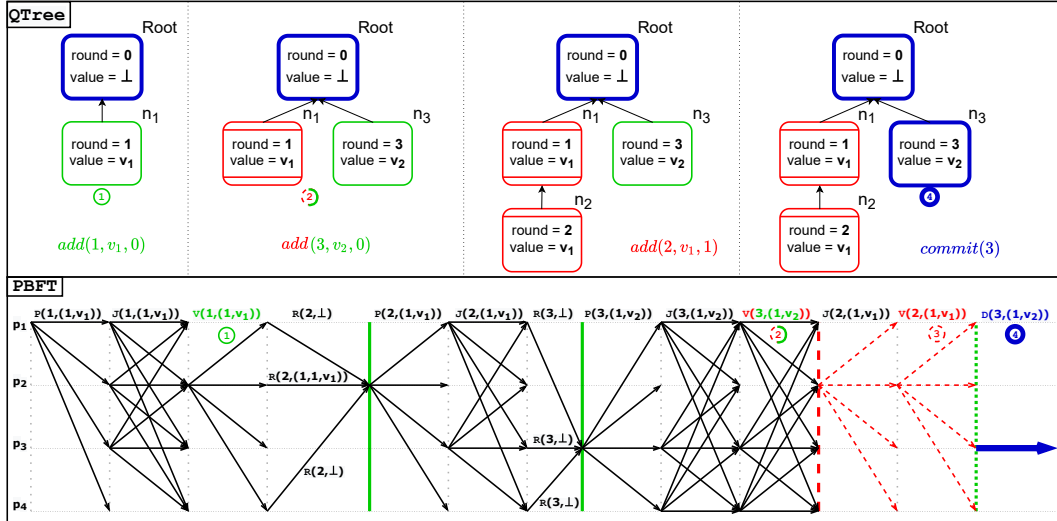 QTree
Root
round = 0
value = ⊥
n1
round = 1
value = v1
1
add(1, v1, 0)
Root
round = 0
value = ⊥
n1
n3
round = 1
value = v1
round = 3
value = v2
2
add(3, v2, 0)
Root
round = 0
value = ⊥
n1
n3
round = 1
value = v1
round = 3
value = v2
n2
round = 2
value = v1
add(2, v1, 1)
Root
round = 0
value = ⊥
n1
n3
round = 1
value = v1
round = 3
value = v2
4
n2
round = 2
value = v1
commit(3)
PBFT
P(1,(1,v1)) J(1,(1,v1)) V(1,(1,v1)) R(2,⊥) P(2,(1,v1)) J(2,(1,v1)) R(3,⊥) P(3,(1,v2)) J(3,(1,v2)) V(3,(1,v2)) J(2,(1,v1)) V(2,(1,v1)) D(3,(1,v2))
p1
1
2
3
4
p2
R(2,(1,1,v1))
p3
R(3,⊥)
R(2,⊥)
p4
R(3,⊥)